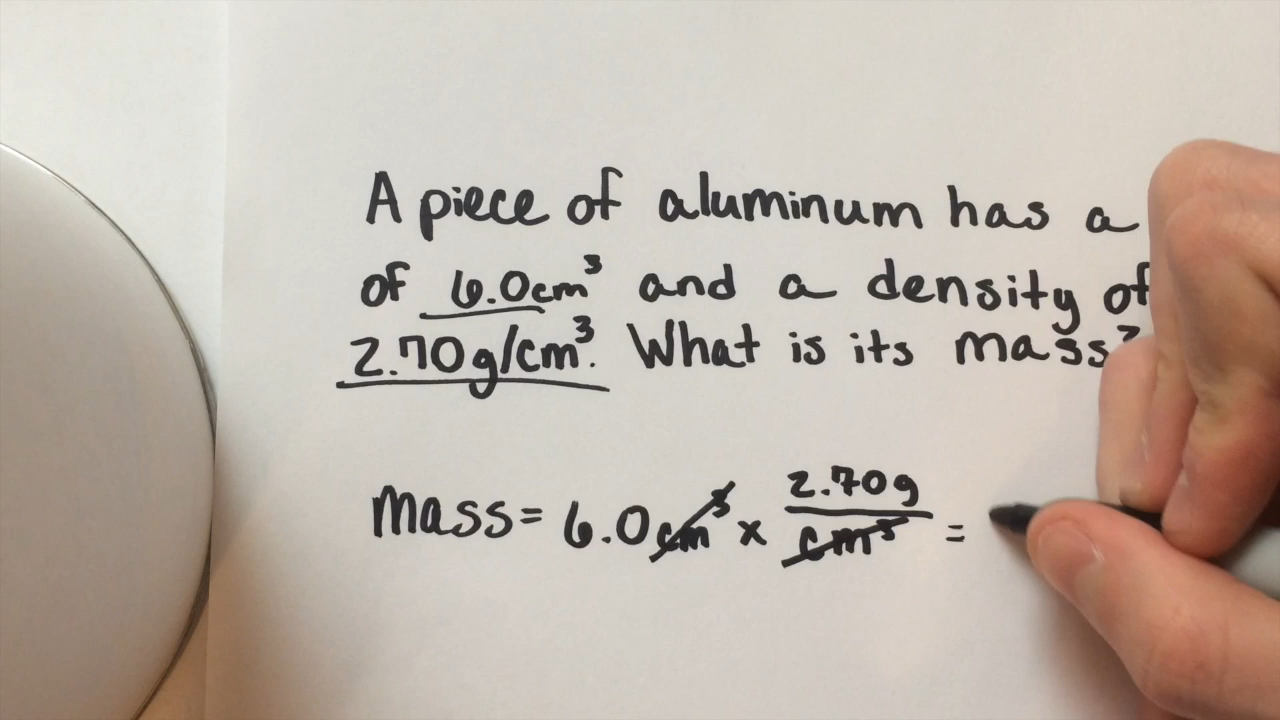 A piece of aluminum has a
of 6.0cm³ and a density of
2.70g/cm³. What is its mass?
mass = 6.0cm³ x 2.70g/cm³ =